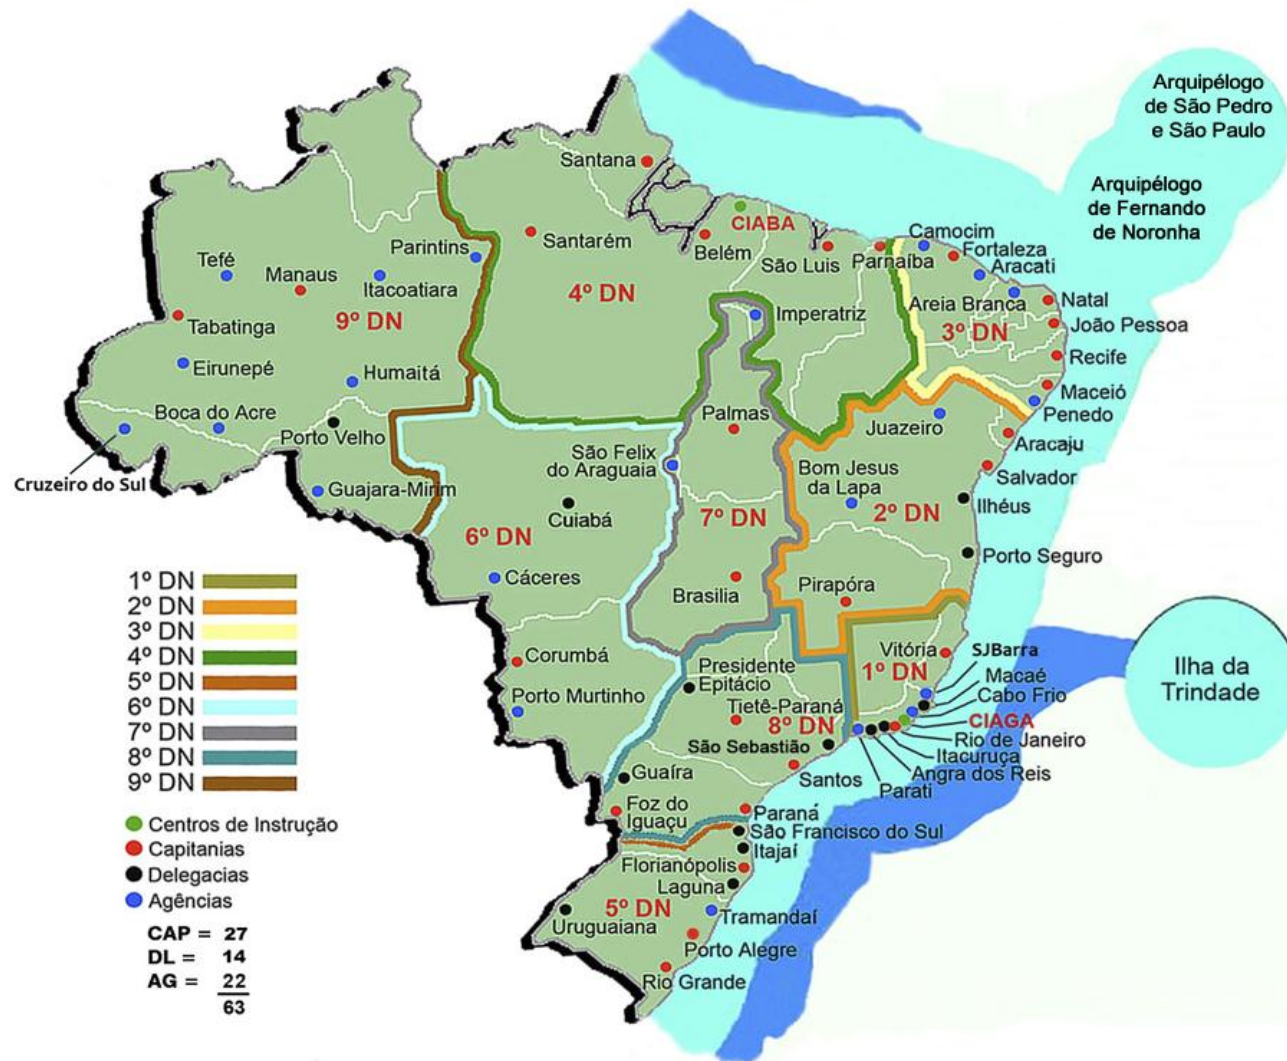 Arquipélogo
de São Pedro
e São Paulo
Arquipélogo
de Fernando
de Noronha
Santana
CIABA
Santarém
Belém
São Luis
Parnaíba
Camocim
Fortaleza
Aracati
Areia Branca
Natal
João Pessoa
Recife
Maceió
Penedo
Aracaju
Salvador
Ilhéus
Porto Seguro
Parintins
Tefé
Manaus
Itacoatiara
Tabatinga
9º DN
4º DN
Imperatriz
3º DN
Eirunepé
Humaitá
Boca do Acre
Porto Velho
Cruzeiro do Sul
Guajara-Mirim
Palmas
Juazeiro
São Felix
do Araguaia
Bom Jesus
da Lapa
Cuiabá
7º DN
2º DN
6º DN
Cáceres
Brasilia
Pirapóra
Corumbá
Porto Murtinho
Presidente
Epitácio
Vitória
1º DN
SJBarra
Macaé
Cabo Frio
CIAGA
Rio de Janeiro
Itacuruça
Angra dos Reis
Parati
Tietê-Paraná
8º DN
São Sebastião
Santos
Guaíra
Foz do
Iguaçu
Paraná
São Francisco do Sul
Itajaí
Florianópolis
Laguna
5º DN
Uruguaiana
Tramandaí
Porto Alegre
Rio Grande
Ilha da
Trindade
1º DN
2º DN
3º DN
4º DN
5º DN
6º DN
7º DN
8º DN
9º DN
Centros de Instrução
Capitanias
Delegacias
Agências
CAP = 27
DL = 14
AG = 22
63